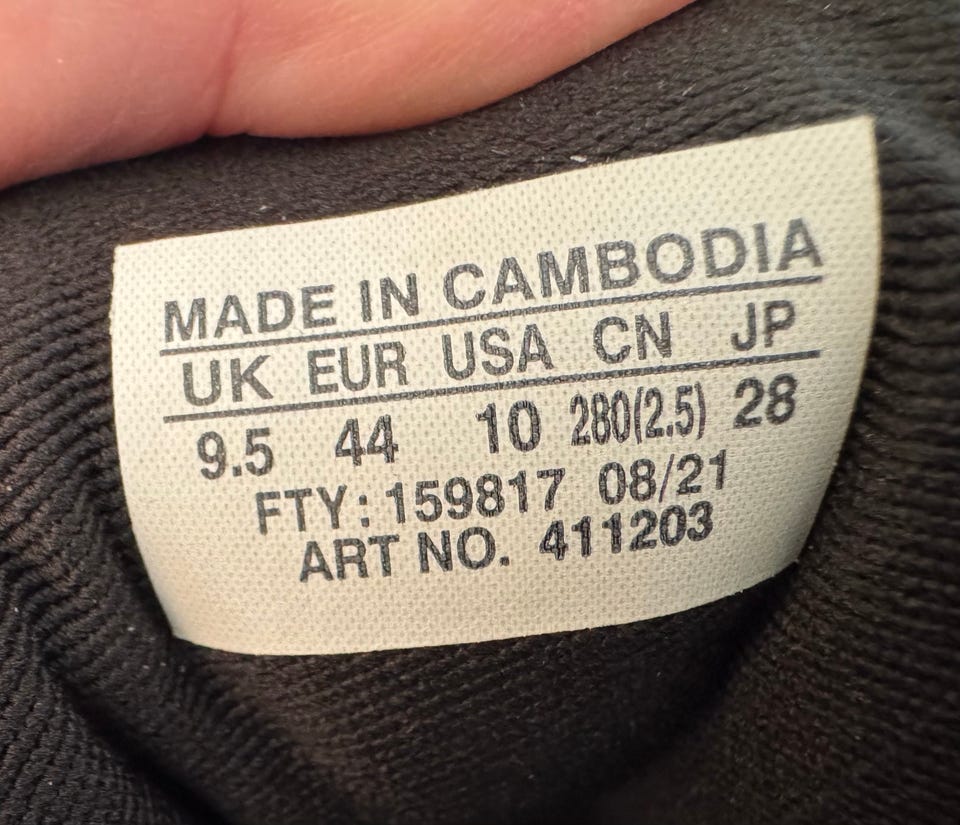 MADE IN CAMBODIA
UK EUR USA CN JP
9.5 44 10 280(2.5) 28
FTY: 159817 08/21
ART NO. 411203